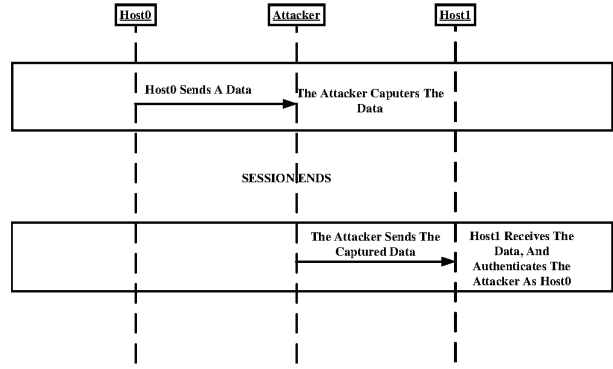 Host0
Attacker
Host1
Host0 Sends A Data
The Attacker Caputers The
Data
SESSION ENDS
The Attacker Sends The
Captured Data
Host1 Receives The
Data, And
Authenticates The
Attacker As Host0